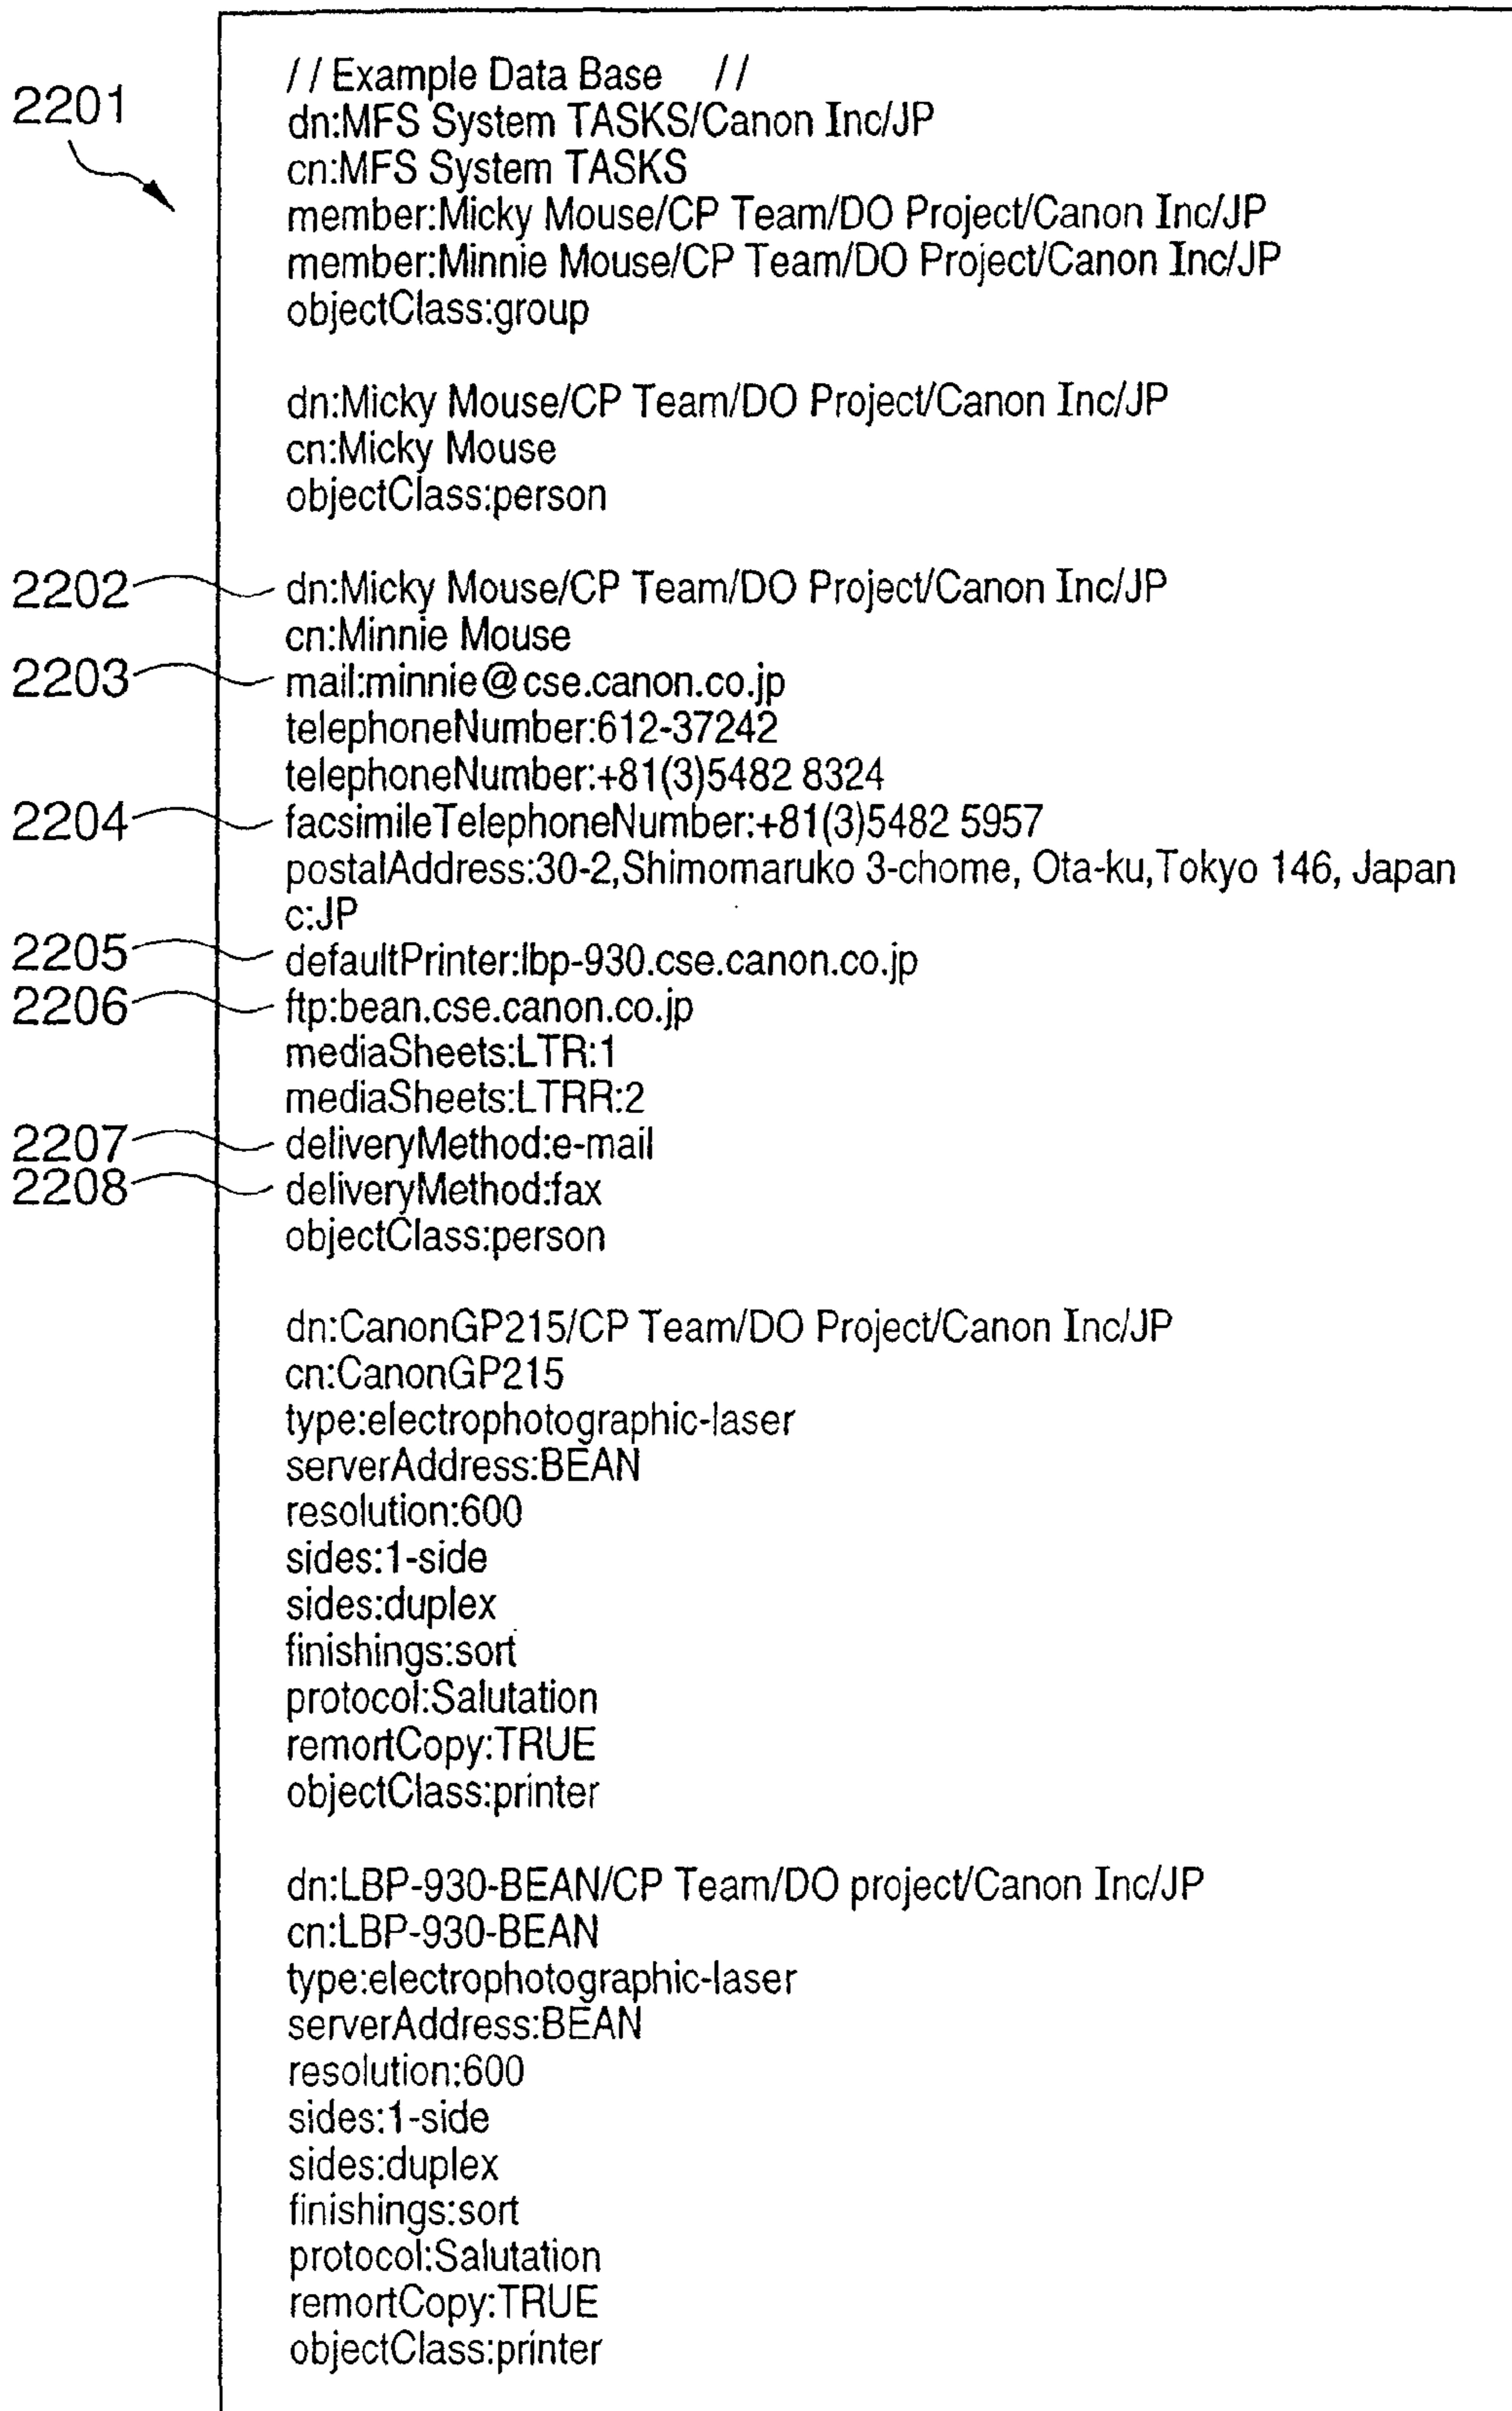 // Example Data Base //
2201
dn:MFS System TASKS/Canon Inc/JP
cn:MFS System TASKS
member:Micky Mouse/CP Team/DO Project/Canon Inc/JP
member:Minnie Mouse/CP Team/DO Project/Canon Inc/JP
objectClass:group
dn:Micky Mouse/CP Team/DO Project/Canon Inc/JP
cn:Micky Mouse
objectClass:person
2202 dn:Micky Mouse/CP Team/DO Project/Canon Inc/JP
cn:Minnie Mouse
2203 mail:minnie@cse.canon.co.jp
telephoneNumber:612-37242
telephoneNumber:+81(3)5482 8324
2204 facsimileTelephoneNumber:+81(3)5482 5957
postalAddress:30-2,Shimomaruko 3-chome, Ota-ku,Tokyo 146, Japan
c:JP
2205 defaultPrinter:lbp-930.cse.canon.co.jp
2206 ftp:bean.cse.canon.co.jp
mediaSheets:LTR:1
mediaSheets:LTRR:2
2207 deliveryMethod:e-mail
2208 deliveryMethod:fax
objectClass:person
dn:CanonGP215/CP Team/DO Project/Canon Inc/JP
cn:CanonGP215
type:electrophotographic-laser
serverAddress:BEAN
resolution:600
sides:1-side
sides:duplex
finishings:sort
protocol:Salutation
remortCopy:TRUE
objectClass:printer
dn:LBP-930-BEAN/CP Team/DO project/Canon Inc/JP
cn:LBP-930-BEAN
type:electrophotographic-laser
serverAddress:BEAN
resolution:600
sides:1-side
sides:duplex
finishings:sort
protocol:Salutation
remortCopy:TRUE
objectClass:printer